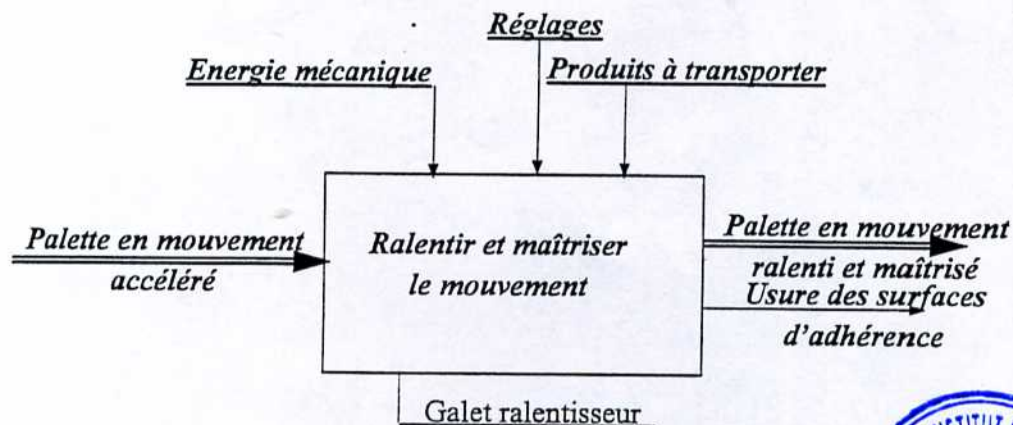 Réglages
Energie mécanique
Produits à transporter
Palette en mouvement
accéléré
Ralentir et maîtriser
le mouvement
Palette en mouvement
ralenti et maîtrisé
Usure des surfaces
d'adhérence
Galet ralentisseur
INSTITUT